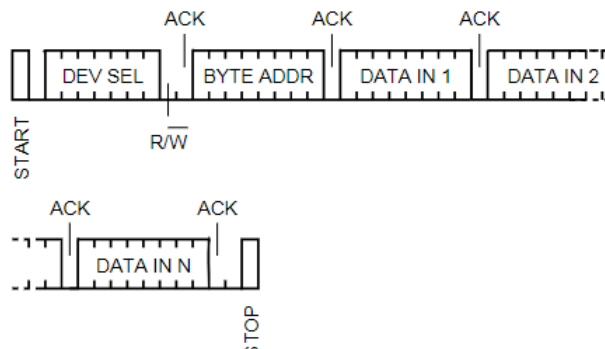 ACK ACK ACK
DEV SEL BYTE ADDR DATA IN 1 DATA IN 2
START R/W̅
ACK ACK
DATA IN N
STOP